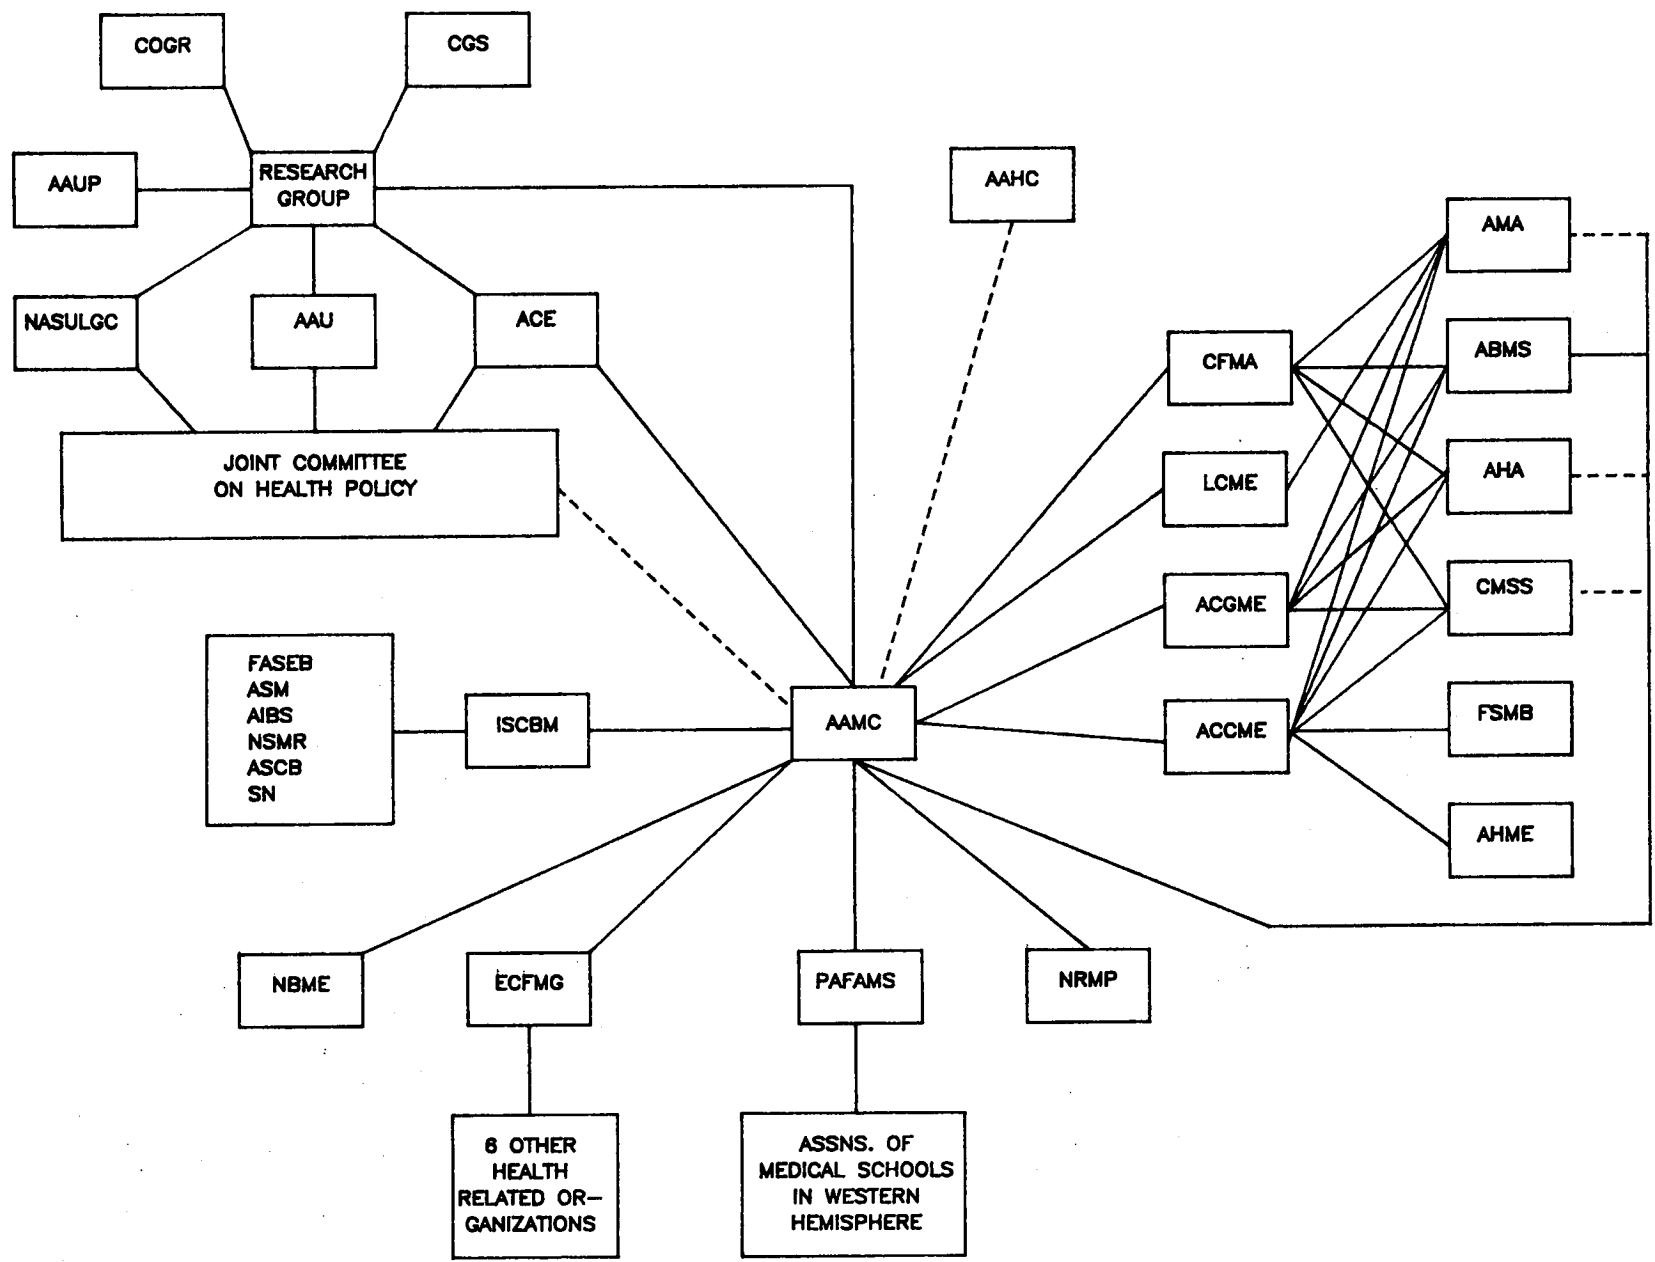 COGR
CGS
AAUP
RESEARCH
GROUP
AAHC
AMA
NASULGC
AAU
ACE
CFMA
ABMS
JOINT COMMITTEE
ON HEALTH POLICY
LCME
AHA
ACGME
CMSS
FASEB
ASM
AIBS
NSMR
ASCB
SN
ISCBM
AAMC
ACCME
FSMB
AHME
NBME
ECFMG
PAFAMS
NRMP
6 OTHER
HEALTH
RELATED OR-
GANIZATIONS
ASSNS. OF
MEDICAL SCHOOLS
IN WESTERN
HEMISPHERE